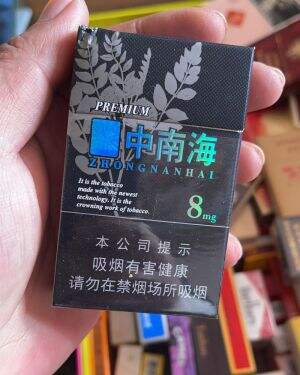 PREMIUM
中南海
ZHONGNANHAI
It is the tobacco
made with the newest
technology. It is the
crowning work of tobacco.
8mg
本公司提示
吸烟有害健康
请勿在禁烟场所吸烟